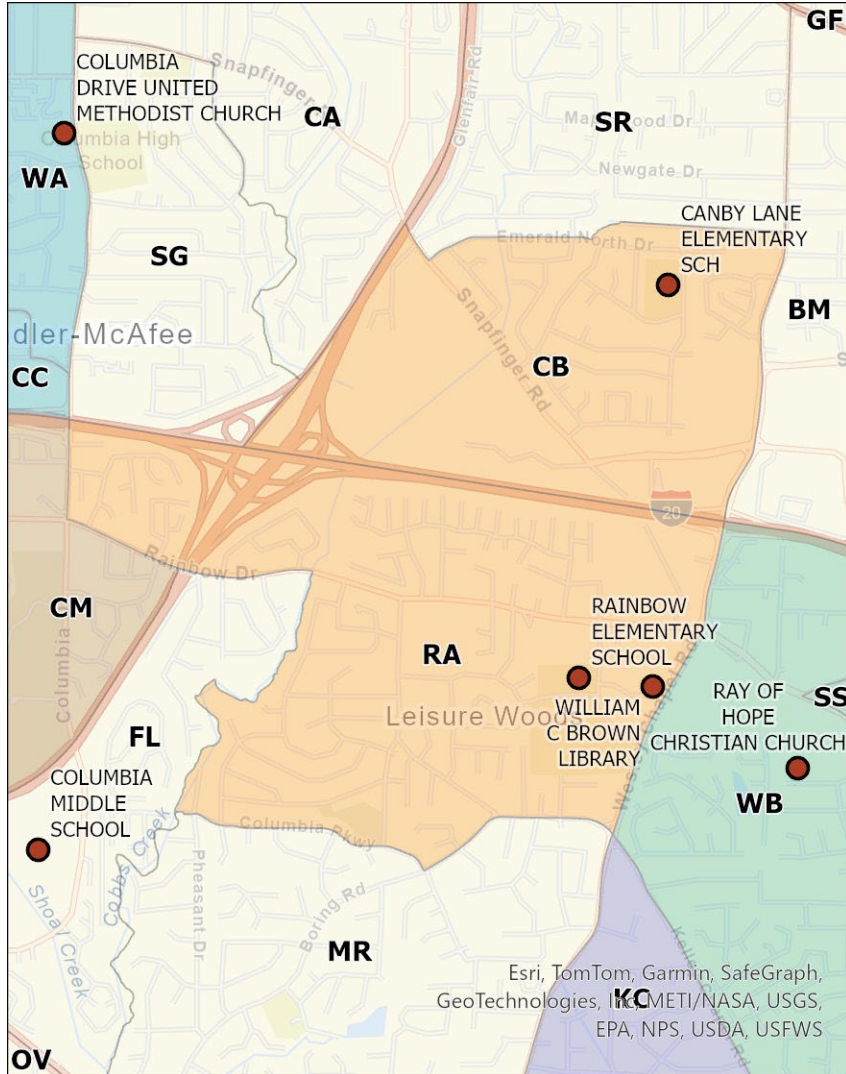 GF
COLUMBIA
DRIVE UNITED
METHODIST CHURCH
Snapfinger Rd
CA
Glenfair Rd
SR
Newgate Dr
Columbia High
School
WA
CANBY LANE
ELEMENTARY
SCH
SG
Emerald North Dr
BM
dler-McAfee
Snapfinger Rd
CB
CC
20
Rainbow Dr
CM
Columbia
RA
RAINBOW
ELEMENTARY
SCHOOL
Leisure Woods
WILLIAM
C BROWN
LIBRARY
RAY OF
HOPE
CHRISTIAN CHURCH
SS
WB
FL
COLUMBIA
MIDDLE
SCHOOL
Columbia Pkwy
Cobbs Creek
Shoal Creek
Pheasant Dr
Boring Rd
MR
KC
Esri, TomTom, Garmin, SafeGraph,
GeoTechnologies, Inc, METI/NASA, USGS,
EPA, NPS, USDA, USFWS
OV